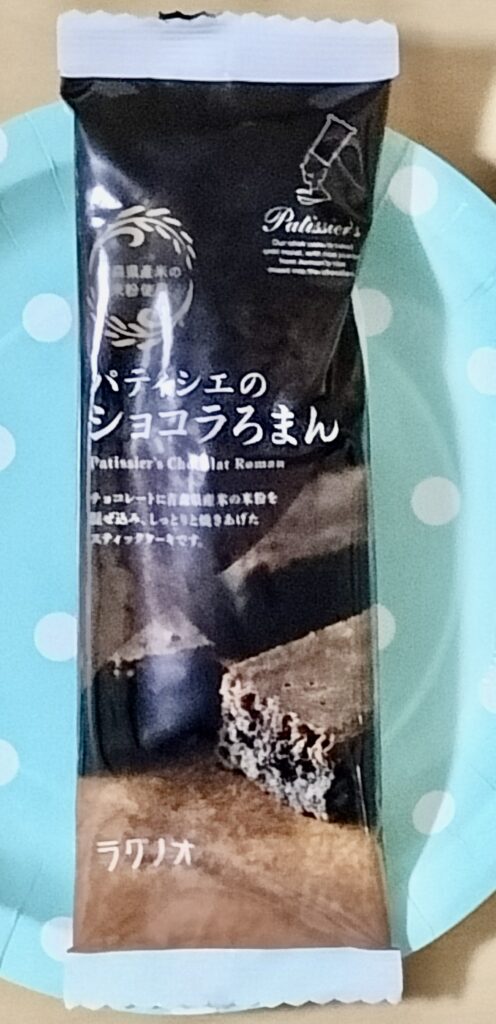 Patissier's
県産米の
米粉使用
パティシエの
ショコラろまん
Patissier's Chocolat Roman
チョコレートに青森県産米の米粉を
混ぜ込み、しっとりと焼きあげた
スティックケーキです。
ラグノオ